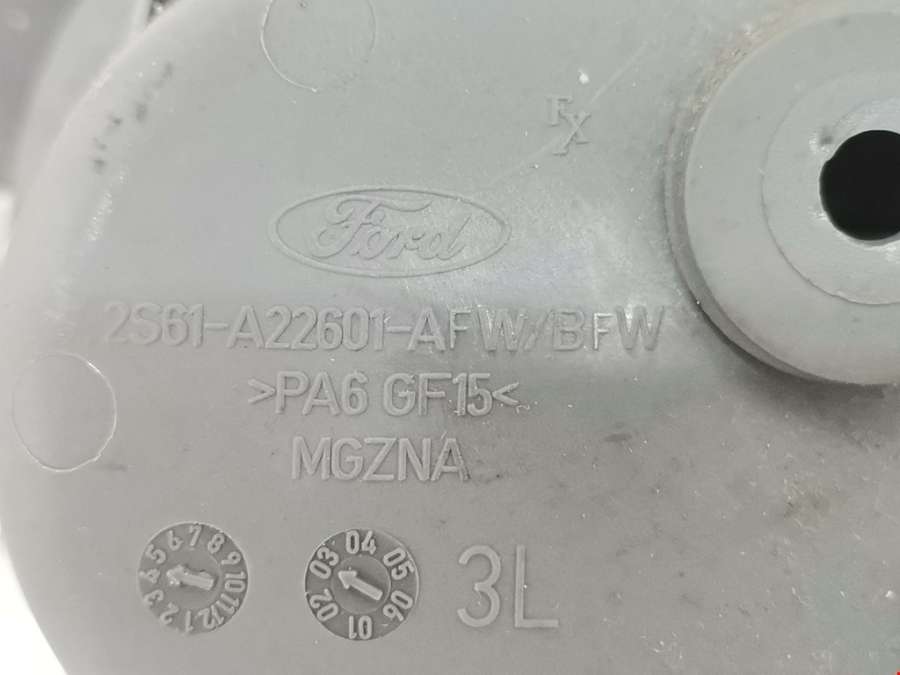 FX
Ford
2S61-A22601-AFW/BFW
>PA6 GF15<
MGZNA
1 2 3 4 5 6 7 8 9 10 11 12
01 02 03 04 05 06
3L